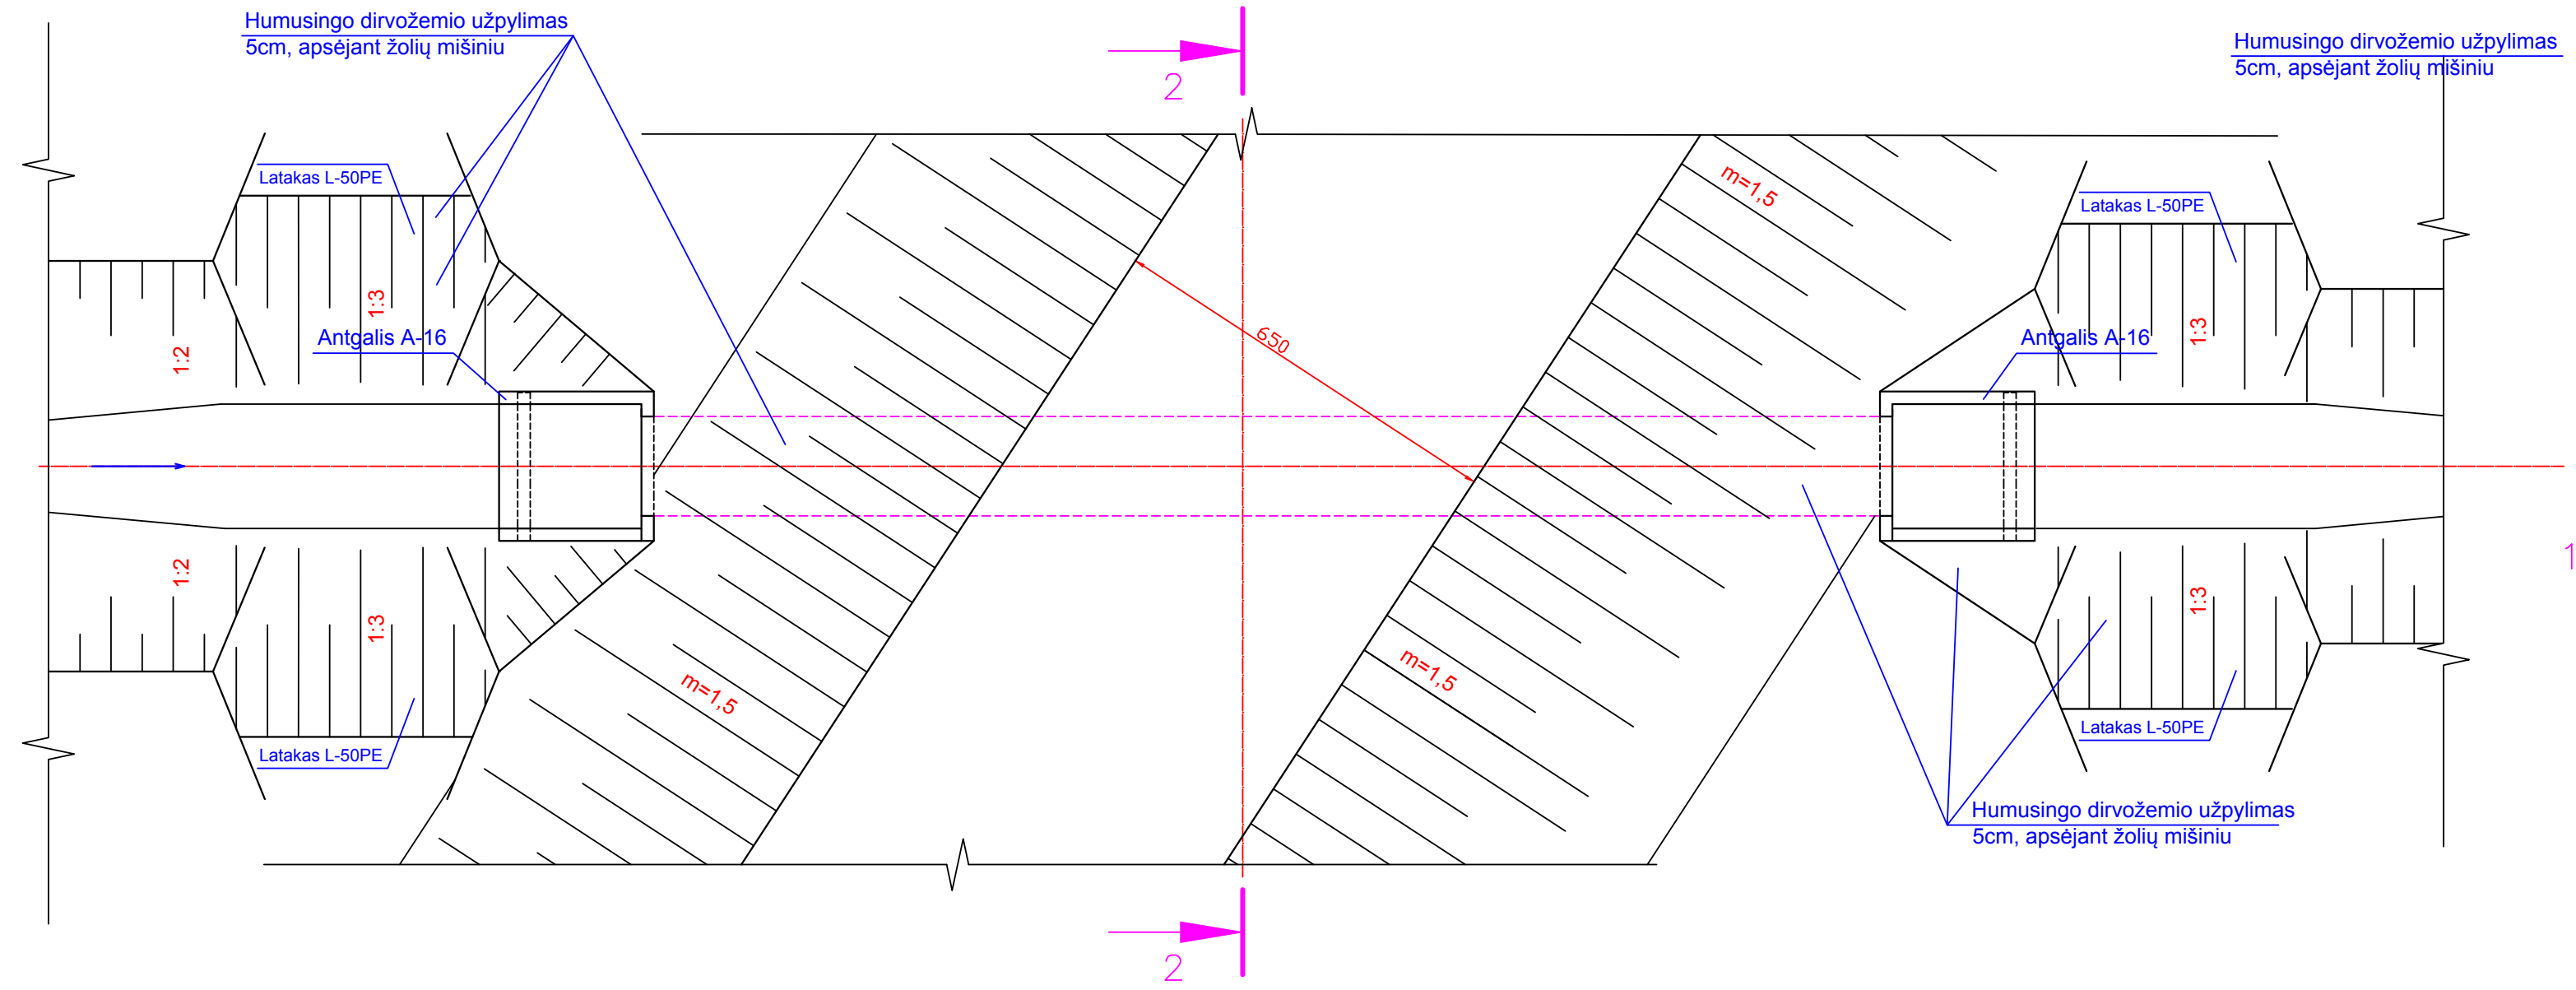 Humusingo dirvožemio užpylimas
5cm, apsėjant žolių mišiniu
2
Humusingo dirvožemio užpylimas
5cm, apsėjant žolių mišiniu
Latakas L-50PE
m=1,5
Latakas L-50PE
1:3
Antgalis A-16
1:2
650
1:3
Antgalis A-16
1:2
1
1:3
m=1,5
m=1,5
1:3
Latakas L-50PE
Latakas L-50PE
Humusingo dirvožemio užpylimas
5cm, apsėjant žolių mišiniu
2